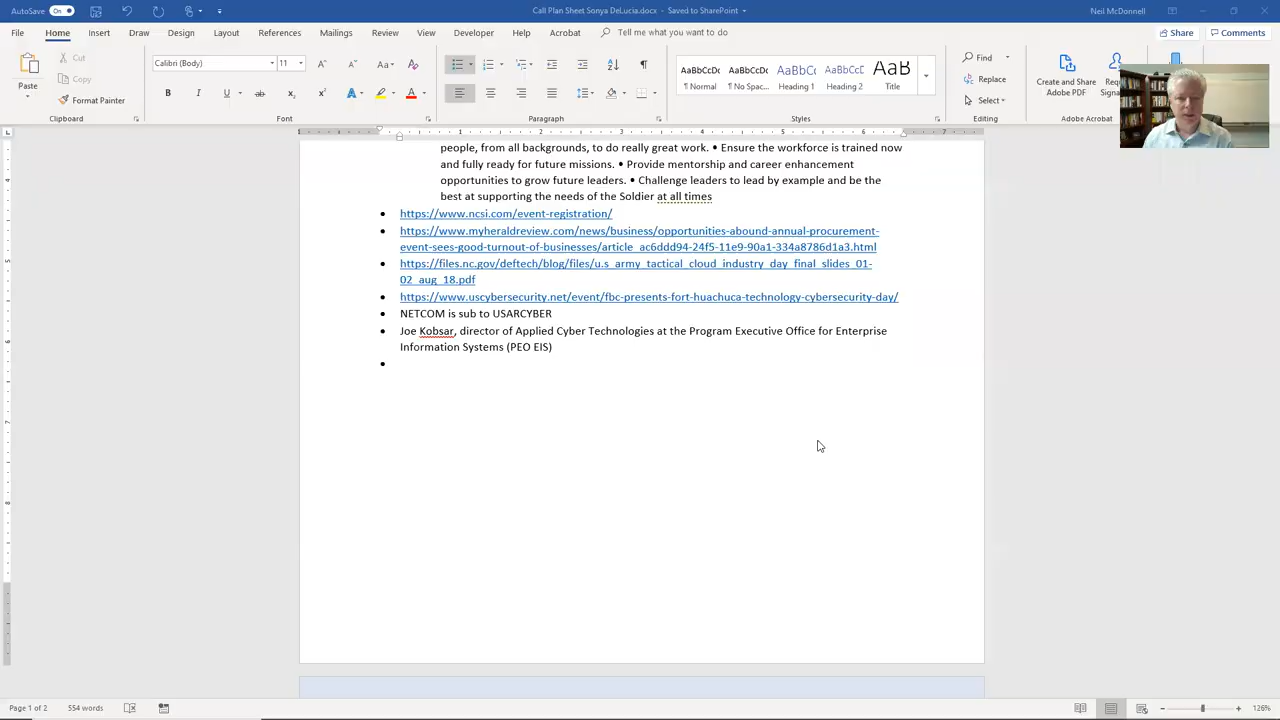 AutoSave On Call Plan Sheet Sonya DeLucia.docx - Saved to SharePoint Neil McDonnell
File Home Insert Draw Design Layout References Mailings Review View Developer Help Acrobat Tell me what you want to do Share Comments
Paste Cut Copy Format Painter Clipboard
Calibri (Body) 11 Aa B I U ab x x A A Font
Paragraph
AaBbCcDc AaBbCcDc AaBbCc AaBbCcC AaB
¶ Normal ¶ No Spac... Heading 1 Heading 2 Title
Styles
Find Replace Select Editing
Create and Share Adobe PDF
Adobe Acrobat
1 2 3 4 5 6 7
people, from all backgrounds, to do really great work. • Ensure the workforce is trained now
and fully ready for future missions. • Provide mentorship and career enhancement
opportunities to grow future leaders. • Challenge leaders to lead by example and be the
best at supporting the needs of the Soldier at all times
• https://www.ncsi.com/event-registration/
• https://www.myheraldreview.com/news/business/opportunities-abound-annual-procurement-
event-sees-good-turnout-of-businesses/article_ac6ddd94-24f5-11e9-90a1-334a8786d1a3.html
• https://files.nc.gov/deftech/blog/files/u.s_army_tactical_cloud_industry_day_final_slides_01-
02_aug_18.pdf
• https://www.uscybersecurity.net/event/fbc-presents-fort-huachuca-technology-cybersecurity-day/
• NETCOM is sub to USARCYBER
• Joe Kobsar, director of Applied Cyber Technologies at the Program Executive Office for Enterprise
Information Systems (PEO EIS)
•
Page 1 of 2 554 words 126%